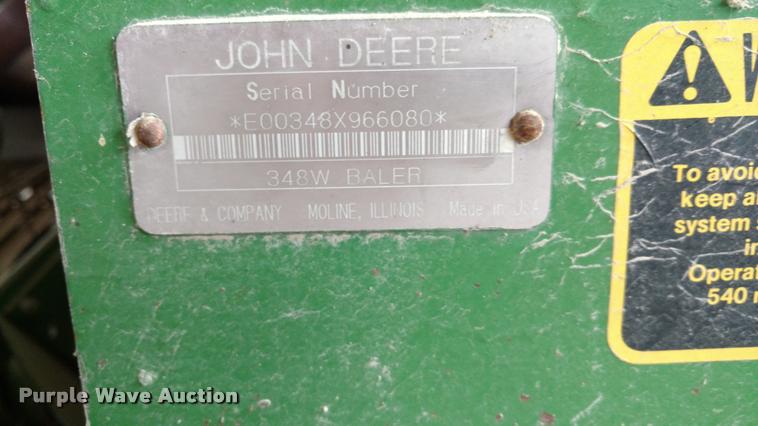 JOHN DEERE
Serial Number
*E00348X966080*
348W BALER
DEERE & COMPANY MOLINE, ILLINOIS Made in USA
To avoid
keep
system
Operat
540
Purple Wave Auction